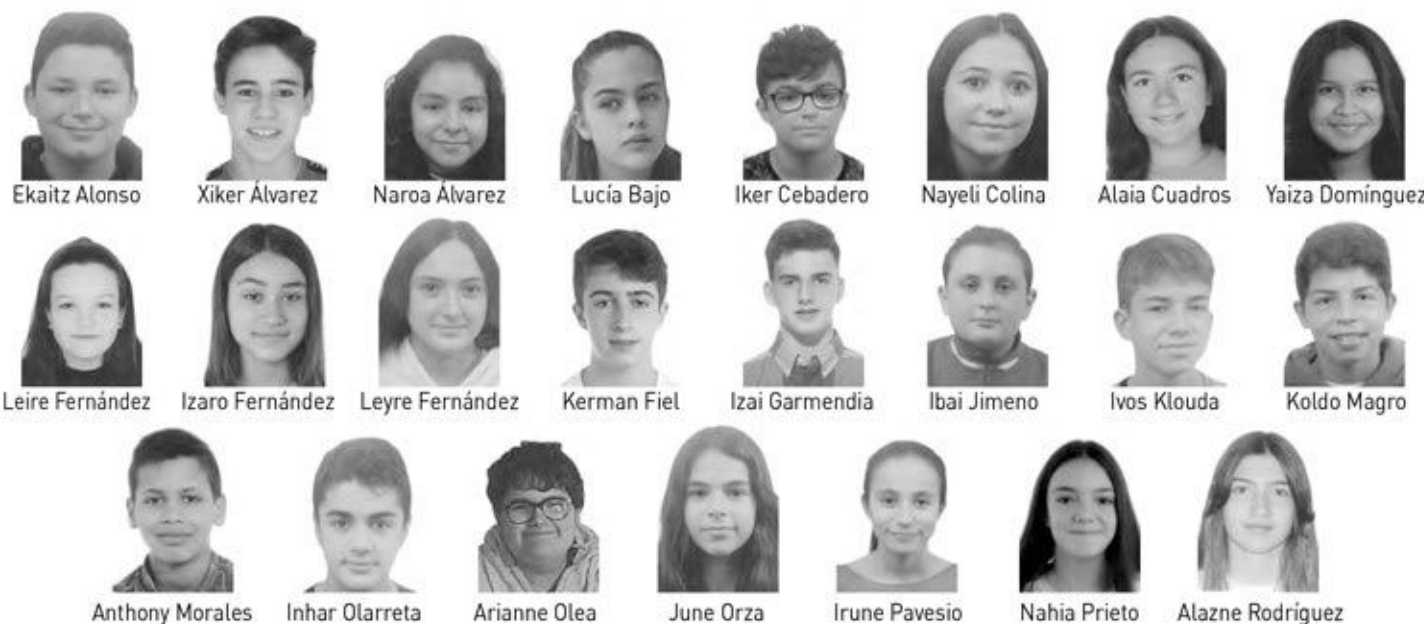 Ekaitz Alonso Xiker Álvarez Naroa Álvarez Lucía Bajo Iker Cebadero Nayeli Colina Alaia Cuadros Yaiza Domínguez
Leire Fernández Izaro Fernández Leyre Fernández Kerman Fiel Izai Garmendia Ibai Jimeno Ivos Klouda Koldo Magro
Anthony Morales Inhar Olarreta Arianne Olea June Orza Irune Pavesio Nahia Prieto Alazne Rodríguez